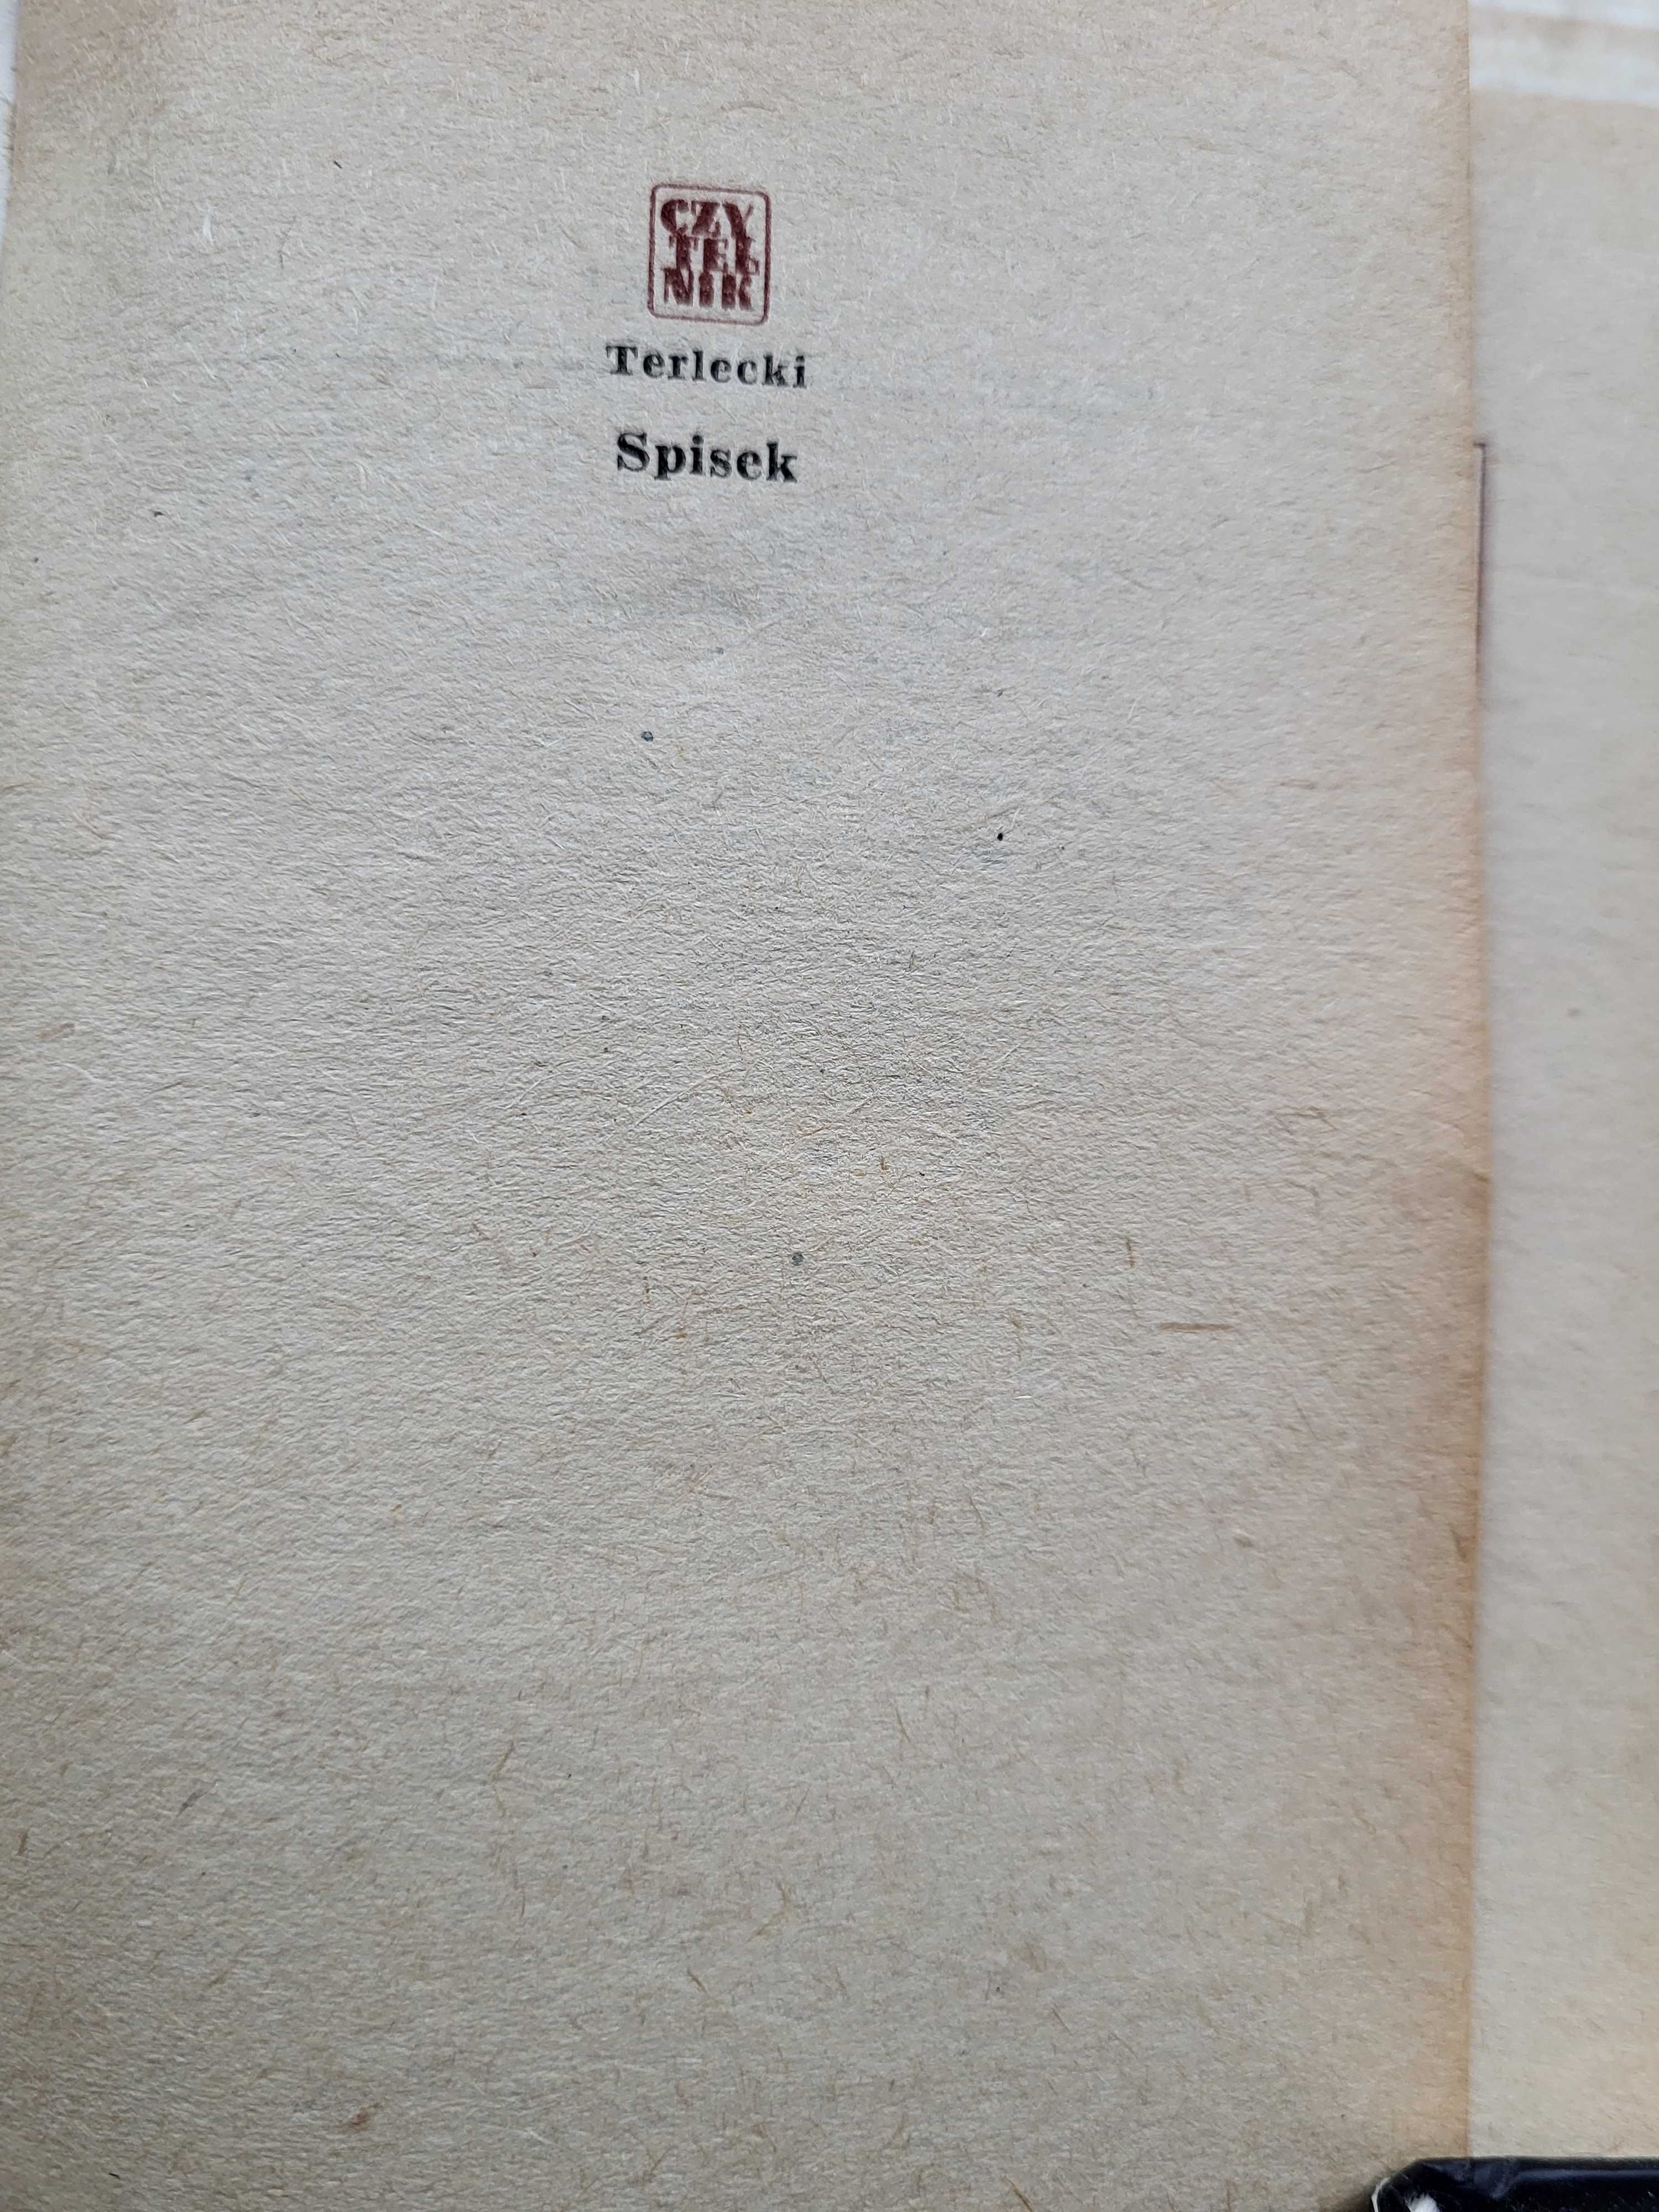 CZY
TEL
NIK
Terlecki
Spisek